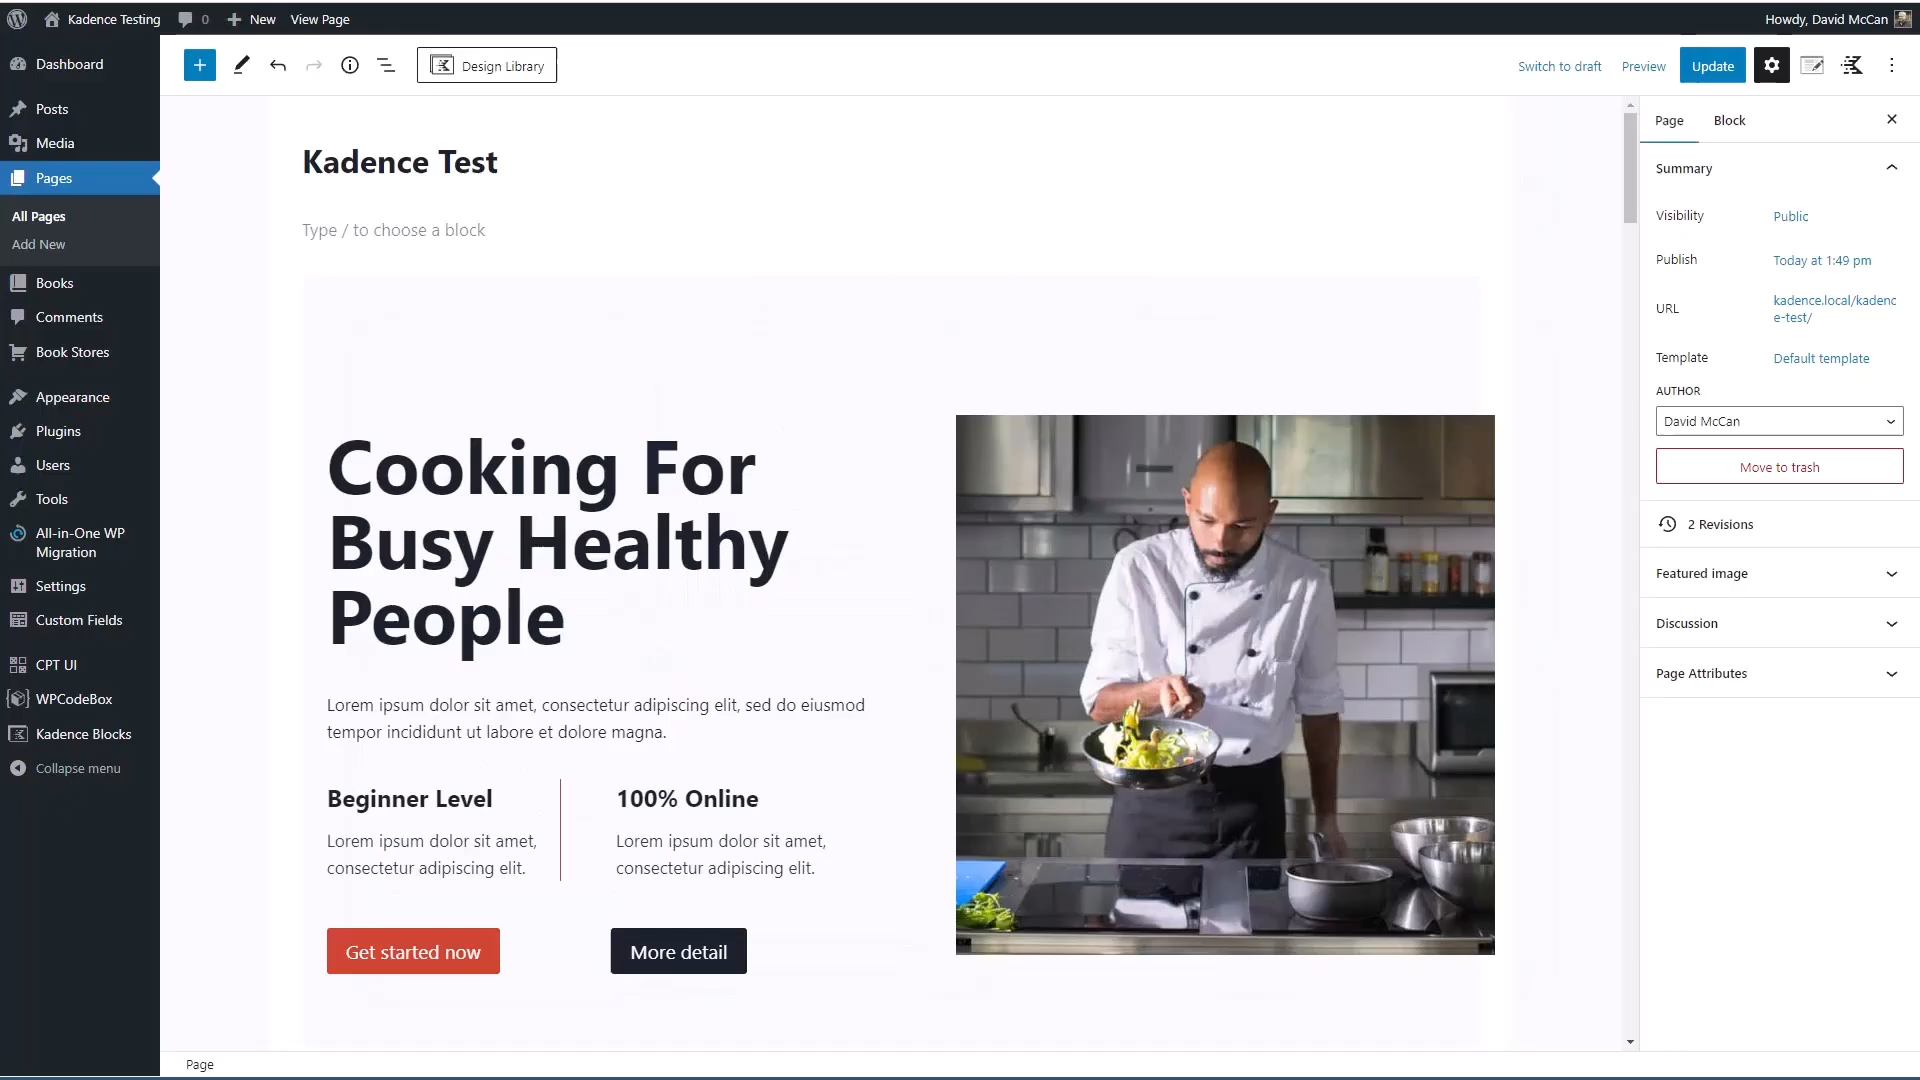 Kadence Testing
0
New
View Page
Howdy, David McCan
Dashboard
Posts
Media
Pages
All Pages
Add New
Books
Comments
Book Stores
Appearance
Plugins
Users
Tools
All-in-One WP
Migration
Settings
Custom Fields
CPT UI
WPCodeBox
Kadence Blocks
Collapse menu
Design Library
Switch to draft
Preview
Update
Kadence Test
Type / to choose a block
Cooking For
Busy Healthy
People
Lorem ipsum dolor sit amet, consectetur adipiscing elit, sed do eiusmod
tempor incididunt ut labore et dolore magna.
Beginner Level
Lorem ipsum dolor sit amet,
consectetur adipiscing elit.
100% Online
Lorem ipsum dolor sit amet,
consectetur adipiscing elit.
Get started now
More detail
Page
Block
Summary
Visibility
Public
Publish
Today at 1:49 pm
URL
kadence.local/kadenc
e-test/
Template
Default template
AUTHOR
David McCan
Move to trash
2 Revisions
Featured image
Discussion
Page Attributes
Page